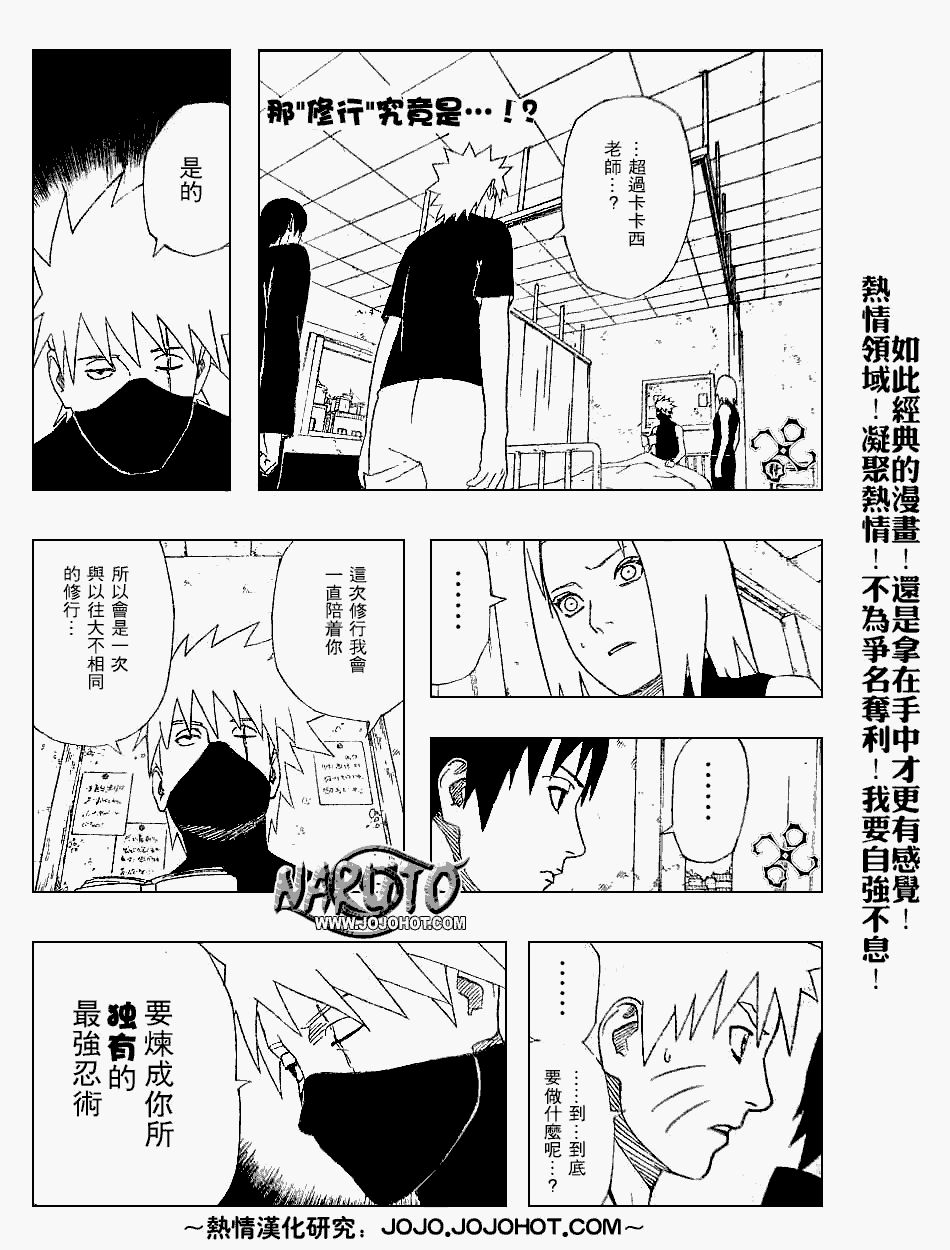 那"修行"究竟是…！?
…超過卡卡西
老師…?
是的
……
……
這次修行我會
一直陪着你
所以會是一次
與以往大不相同
的修行…
NARUTO
WWW.JOJOHOT.COM
……
……到…到底
要做什麼呢…?
要煉成你所
独有的
最強忍術
如此經典的漫畫！還是拿在手中才更有感覺！
熱情領域！凝聚熱情！不為爭名奪利！我要自強不息！
～熱情漢化研究：JOJO.JOJOHOT.COM～